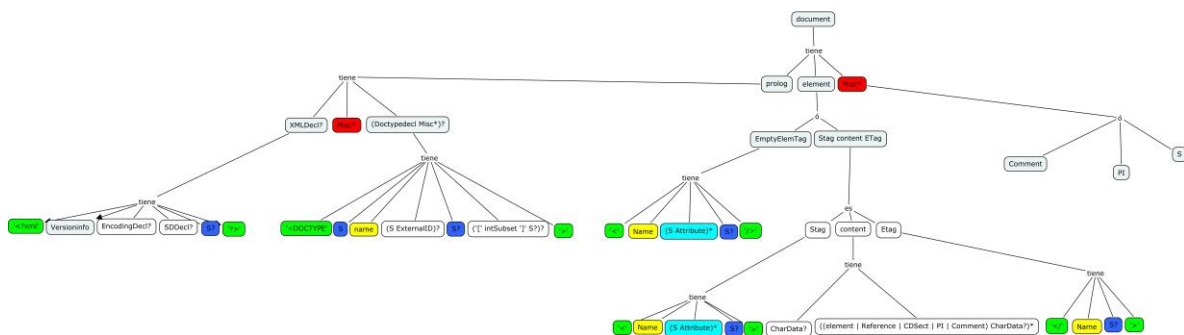 document
tiene
prolog element Misc*
tiene
XMLDecl? Misc* (Doctypedecl Misc*)?
ó
EmptyElemTag Stag content ETag
ó
Comment PI S
tiene
'<?xml' Versioninfo EncodingDecl? SDDecl? S? '?>'
tiene
'<DOCTYPE' S name (S ExternalID)? S? ('[' intSubset ']' S?)? '>'
tiene
'<' Name (S Attribute)* S? '/>'
es
Stag content Etag
tiene
'<' Name (S Attribute)* S? '>'
tiene
CharData? ((element | Reference | CDSect | PI | Comment) CharData?)*
tiene
'</' Name S? '>'